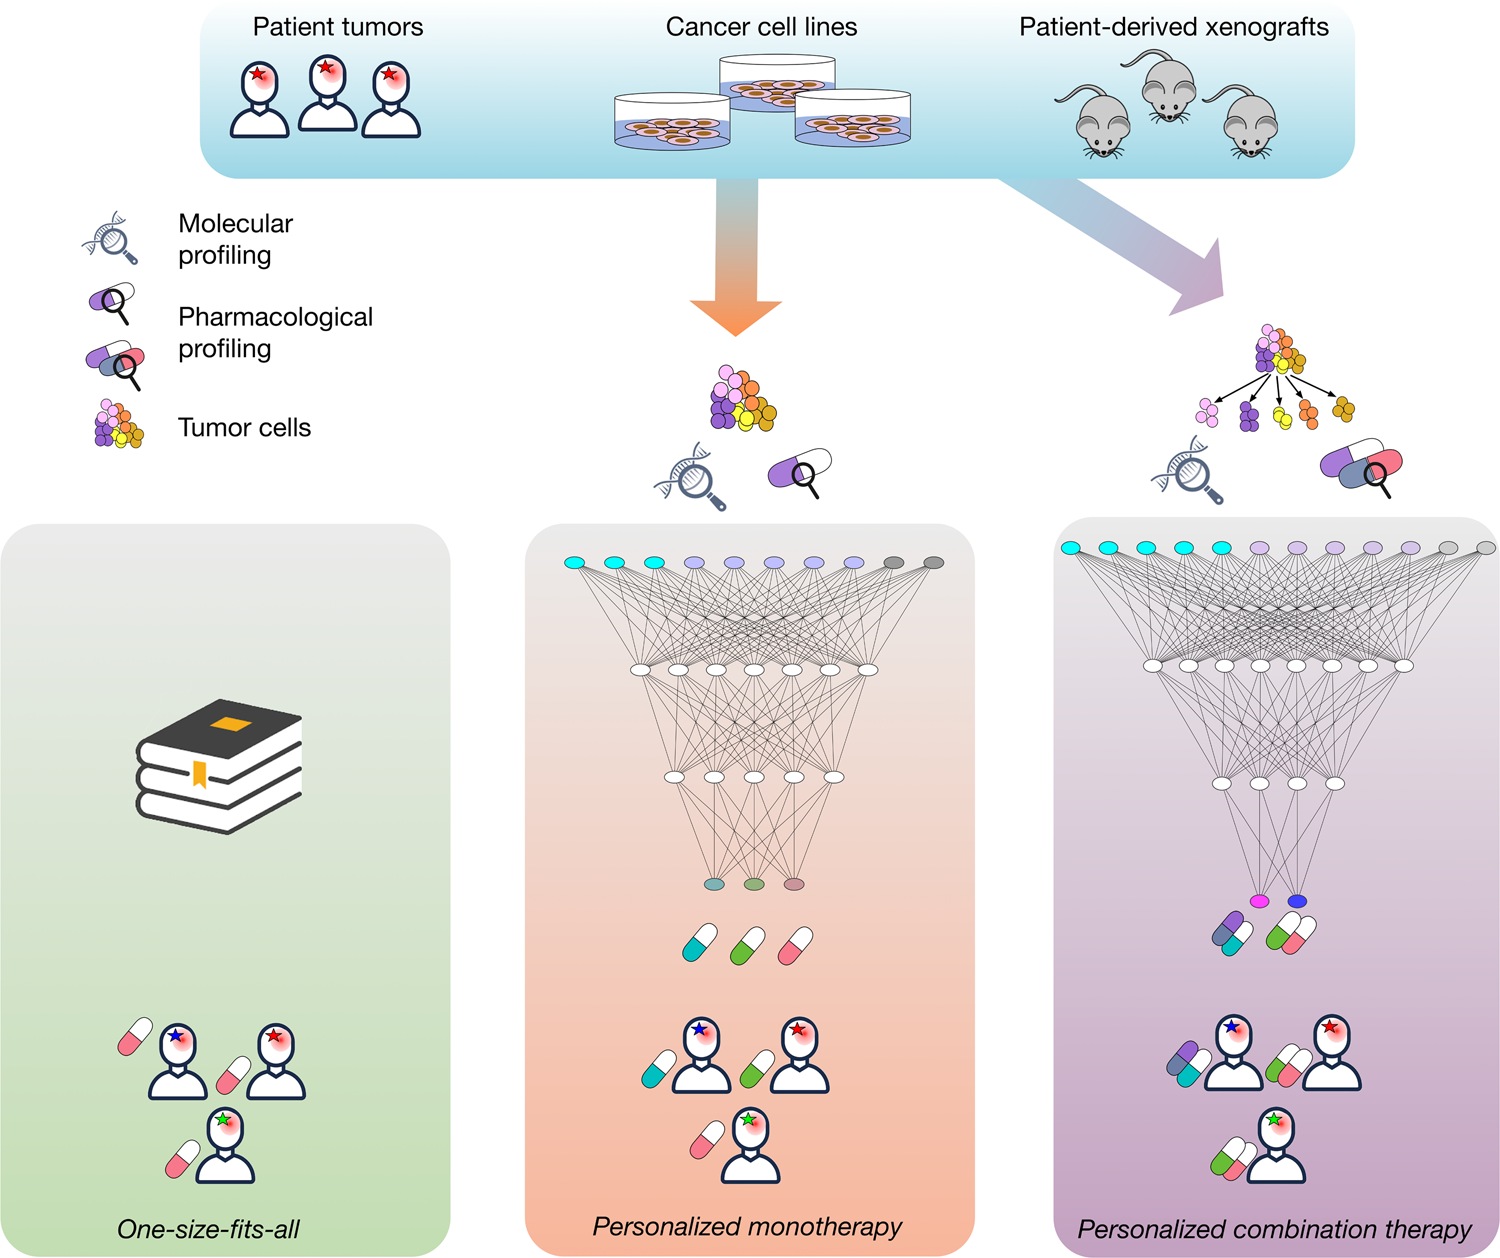 Patient tumors
Cancer cell lines
Patient-derived xenografts
Molecular
profiling
Pharmacological
profiling
Tumor cells
One-size-fits-all
Personalized monotherapy
Personalized combination therapy